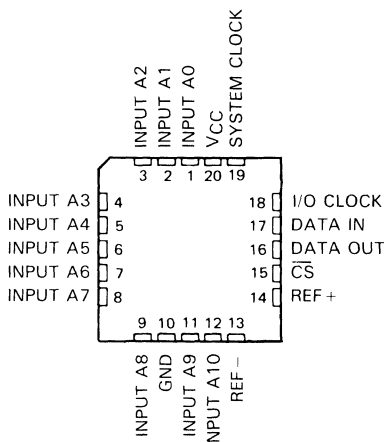 INPUT A2
INPUT A1
INPUT A0
VCC
SYSTEM CLOCK
3 2 1 20 19
INPUT A3 4
INPUT A4 5
INPUT A5 6
INPUT A6 7
INPUT A7 8
18 I/O CLOCK
17 DATA IN
16 DATA OUT
15 C̅S̅
14 REF+
9 10 11 12 13
INPUT A8
GND
INPUT A9
NPUT A10
REF−